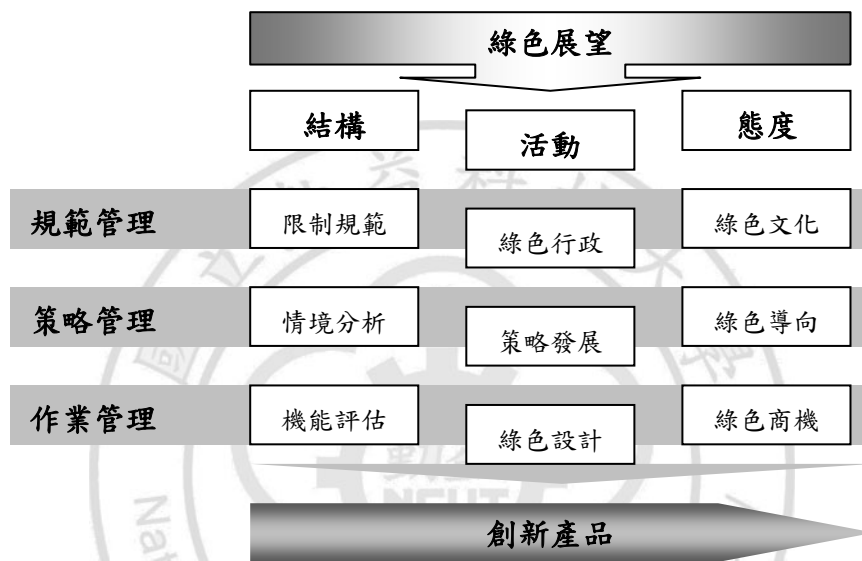 綠色展望
結構
活動
態度
規範管理
限制規範
綠色行政
綠色文化
策略管理
情境分析
策略發展
綠色導向
作業管理
機能評估
綠色設計
綠色商機
創新產品